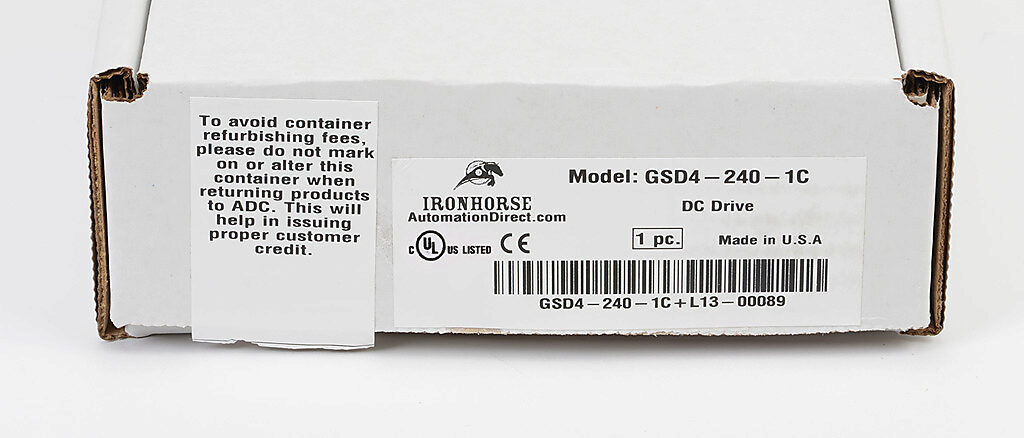 To avoid container
refurbishing fees,
please do not mark
on or alter this
container when
returning products
to ADC. This will
help in issuing
proper customer
credit.
IRONHORSE
AutomationDirect.com
C UL US LISTED CE
Model: GSD4-240-1C
DC Drive
1 pc. Made in U.S.A
GSD4-240-1C+L13-00089